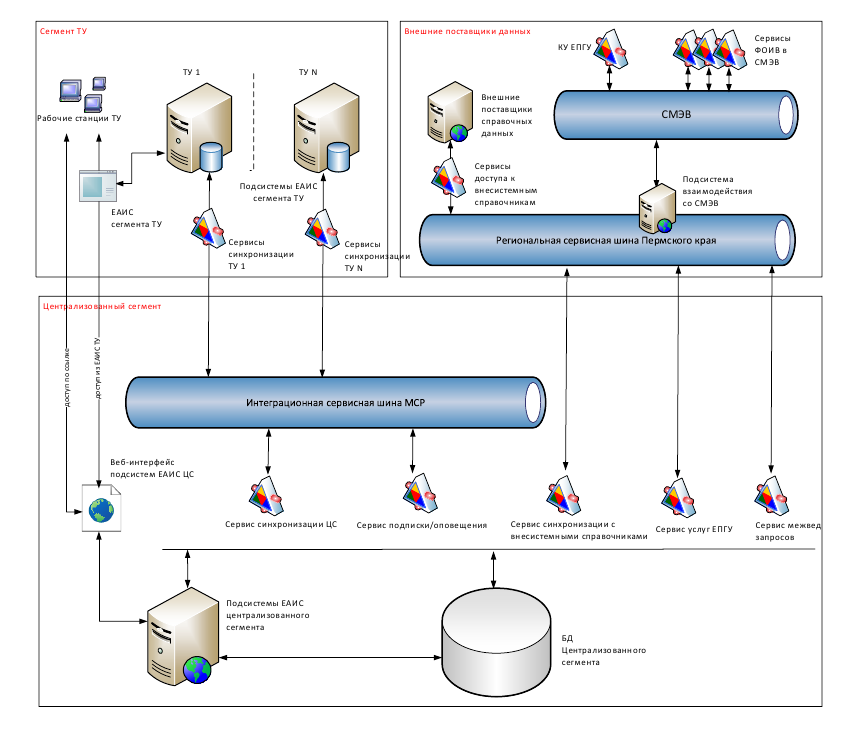 Сегмент ТУ
ТУ 1
ТУ N
Рабочие станции ТУ
Подсистемы ЕАИС
сегмента ТУ
ЕАИС
сегмента ТУ
Сервисы
синхронизации
ТУ 1
Сервисы
синхронизации
ТУ N
Внешние поставщики данных
КУ ЕПГУ
Сервисы
ФОИВ в
СМЭВ
СМЭВ
Внешние
поставщики
справочных
данных
Сервисы
доступа к
внесистемным
справочникам
Подсистема
взаимодействия
со СМЭВ
Региональная сервисная шина Пермского края
Централизованный сегмент
доступ по ссылке
доступ из ЕАИС ТУ
Интеграционная сервисная шина МСР
Веб-интерфейс
подсистем ЕАИС ЦС
Сервис синхронизации ЦС
Сервис подписки/оповещения
Сервис синхронизации с
внесистемными справочниками
Сервис услуг ЕПГУ
Сервис межвед
запросов
Подсистемы ЕАИС
централизованного
сегмента
БД
Централизованного
сегмента